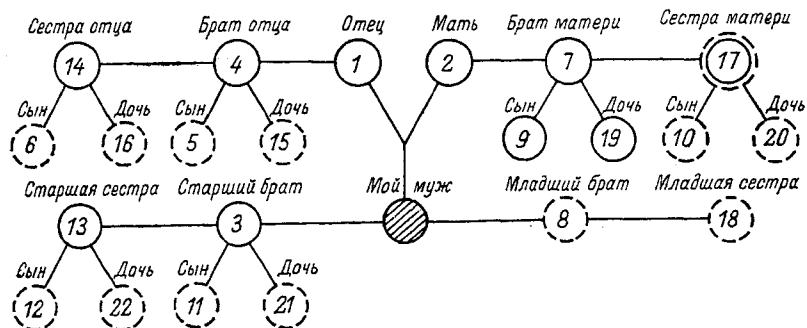 Сестра отца Брат отца Отец Мать Брат матери Сестра матери
14 4 1 2 7 17
Сын Дочь Сын Дочь Сын Дочь Сын Дочь
6 16 5 15 9 19 10 20
Старшая сестра Старший брат Мой муж Младший брат Младшая сестра
13 3 8 18
Сын Дочь Сын Дочь
12 22 11 21